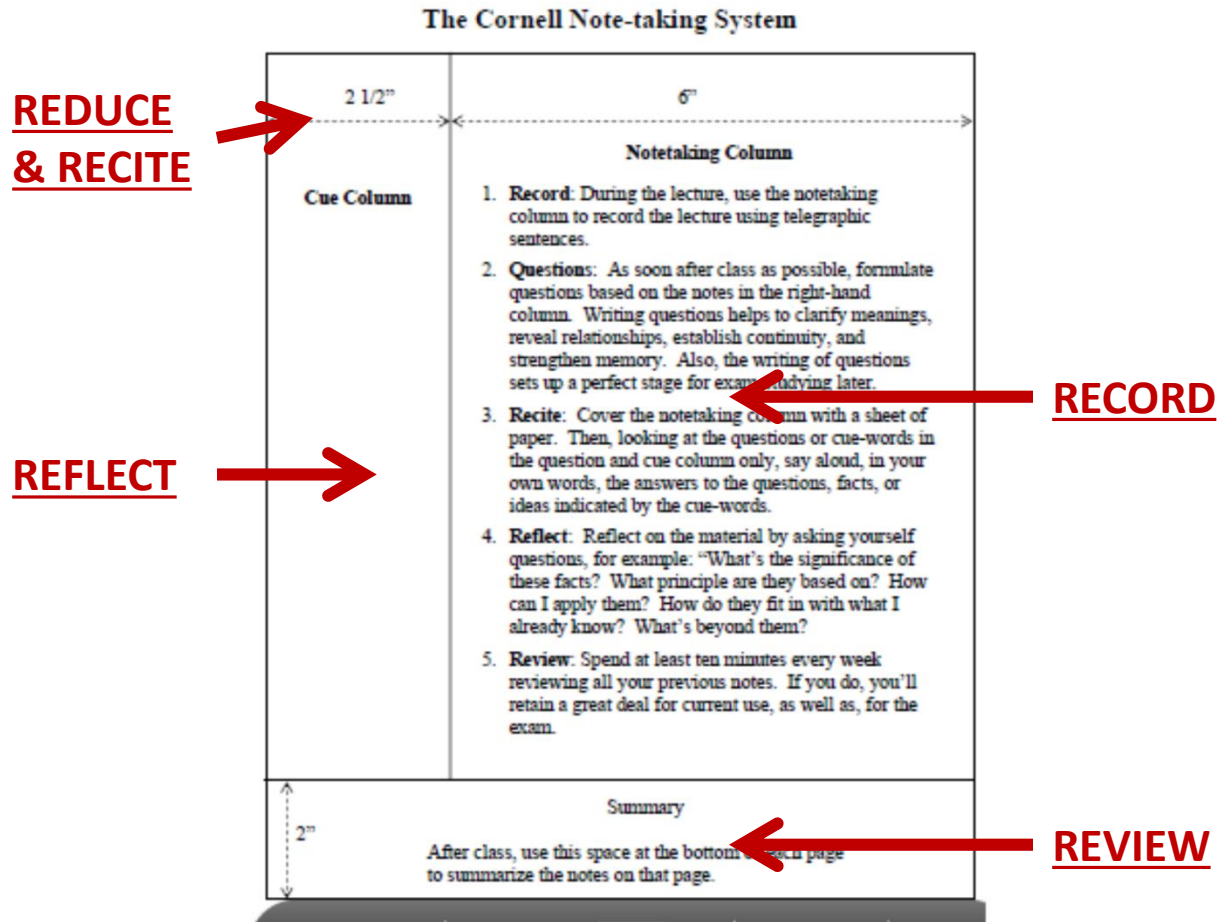 The Cornell Note-taking System
REDUCE
& RECITE
2 1/2”
6”
Cue Column
Notetaking Column
1. Record: During the lecture, use the notetaking
column to record the lecture using telegraphic
sentences.
2. Questions: As soon after class as possible, formulate
questions based on the notes in the right-hand
column. Writing questions helps to clarify meanings,
reveal relationships, establish continuity, and
strengthen memory. Also, the writing of questions
sets up a perfect stage for exam studying later.
RECORD
3. Recite: Cover the notetaking column with a sheet of
paper. Then, looking at the questions or cue-words in
the question and cue column only, say aloud, in your
own words, the answers to the questions, facts, or
ideas indicated by the cue-words.
REFLECT
4. Reflect: Reflect on the material by asking yourself
questions, for example: “What’s the significance of
these facts? What principle are they based on? How
can I apply them? How do they fit in with what I
already know? What’s beyond them?
5. Review: Spend at least ten minutes every week
reviewing all your previous notes. If you do, you’ll
retain a great deal for current use, as well as, for the
exam.
2”
Summary
After class, use this space at the bottom of each page
to summarize the notes on that page.
REVIEW